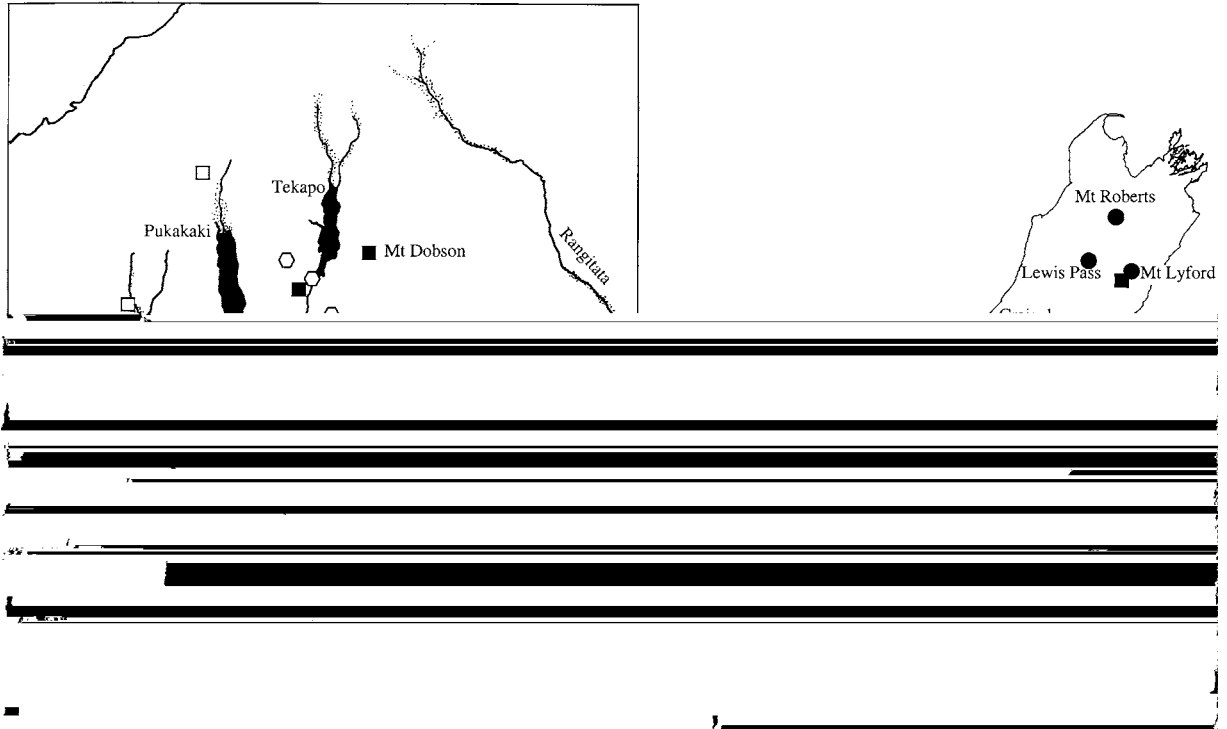 Tekapo
Pukakaki
Mt Dobson
Rangitata
Mt Roberts
Lewis Pass
Mt Lyford